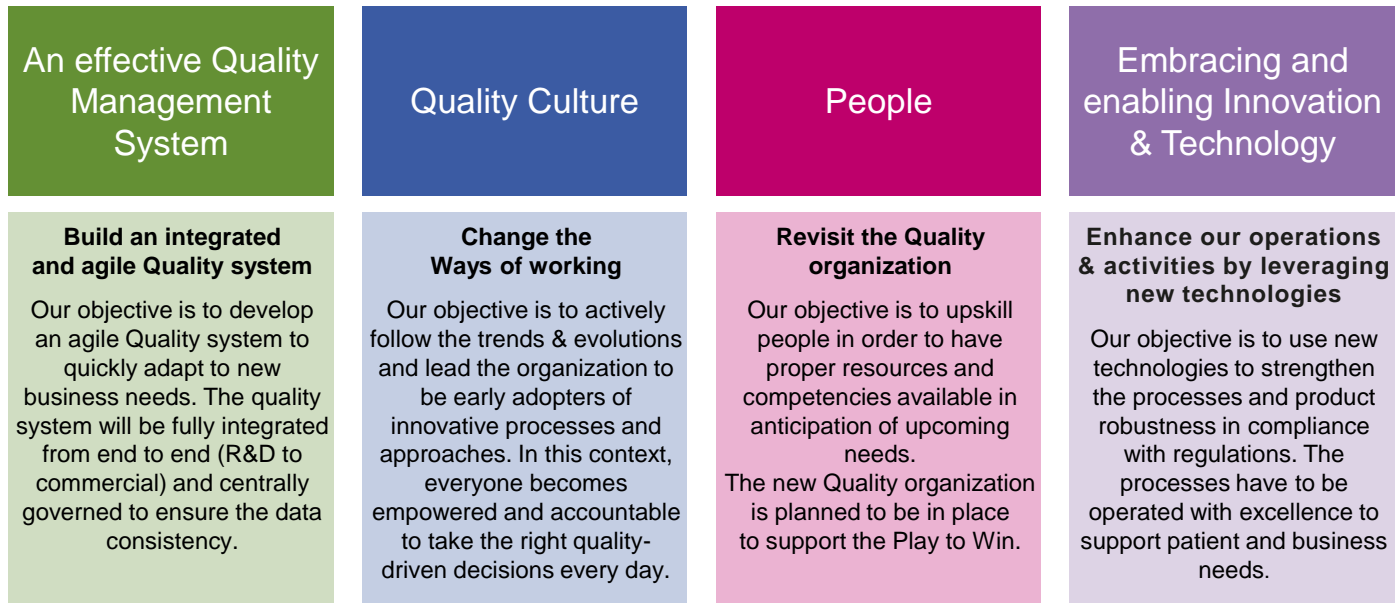 An effective Quality
Management
System
Quality Culture
People
Embracing and
enabling Innovation
& Technology
Build an integrated
and agile Quality system
Our objective is to develop
an agile Quality system to
quickly adapt to new
business needs. The quality
system will be fully integrated
from end to end (R&D to
commercial) and centrally
governed to ensure the data
consistency.
Change the
Ways of working
Our objective is to actively
follow the trends & evolutions
and lead the organization to
be early adopters of
innovative processes and
approaches. In this context,
everyone becomes
empowered and accountable
to take the right quality-
driven decisions every day.
Revisit the Quality
organization
Our objective is to upskill
people in order to have
proper resources and
competencies available in
anticipation of upcoming
needs.
The new Quality organization
is planned to be in place
to support the Play to Win.
Enhance our operations
& activities by leveraging
new technologies
Our objective is to use new
technologies to strengthen
the processes and product
robustness in compliance
with regulations. The
processes have to be
operated with excellence to
support patient and business
needs.